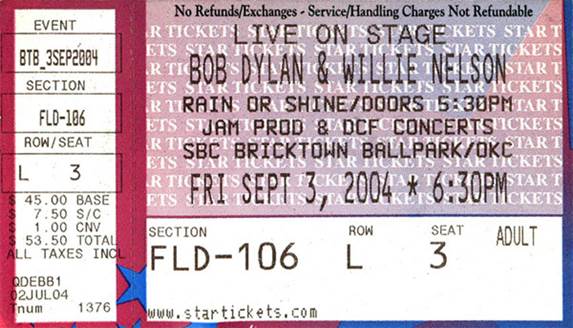 No Refunds/Exchanges - Service/Handling Charges Not Refundable
EVENT
BTB_3SEP2004
SECTION
FLD-106
ROW/SEAT
L 3
$ 45.00 BASE
$ 7.50 S/C
$ 1.00 CNV
$ 53.50 TOTAL
ALL TAXES INCL
QDEBB1
02JUL04
Tnum 1376
LIVE ON STAGE
BOB DYLAN & WILLIE NELSON
RAIN OR SHINE/DOORS 5:30PM
JAM PROD & DCF CONCERTS
SBC BRICKTOWN BALLPARK/OKC
FRI SEPT 3, 2004 * 6:30PM
SECTION ROW SEAT ADULT
FLD-106 L 3
www.startickets.com